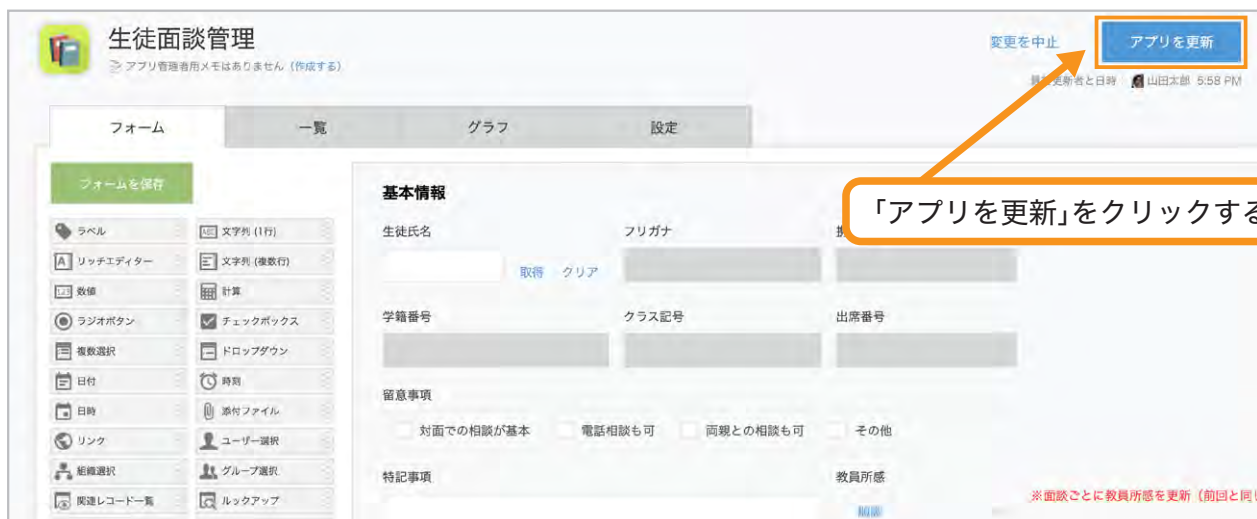 生徒面談管理
変更を中止
アプリを更新
アプリ管理者用メモはありません (作成する)
最終更新者と日時 山田太郎 5:58 PM
フォーム
一覧
グラフ
設定
フォームを保存
基本情報
「アプリを更新」をクリックする
ラベル
文字列 (1行)
生徒氏名
フリガナ
リッチエディター
文字列 (複数行)
取得 クリア
数値
計算
ラジオボタン
チェックボックス
学籍番号
クラス記号
出席番号
複数選択
ドロップダウン
日付
時刻
留意事項
日時
添付ファイル
対面での相談が基本
電話相談も可
両親との相談も可
その他
リンク
ユーザー選択
組織選択
グループ選択
特記事項
教員所感
関連レコード一覧
ルックアップ
※面談ごとに教員所感を更新 (前回と同じ